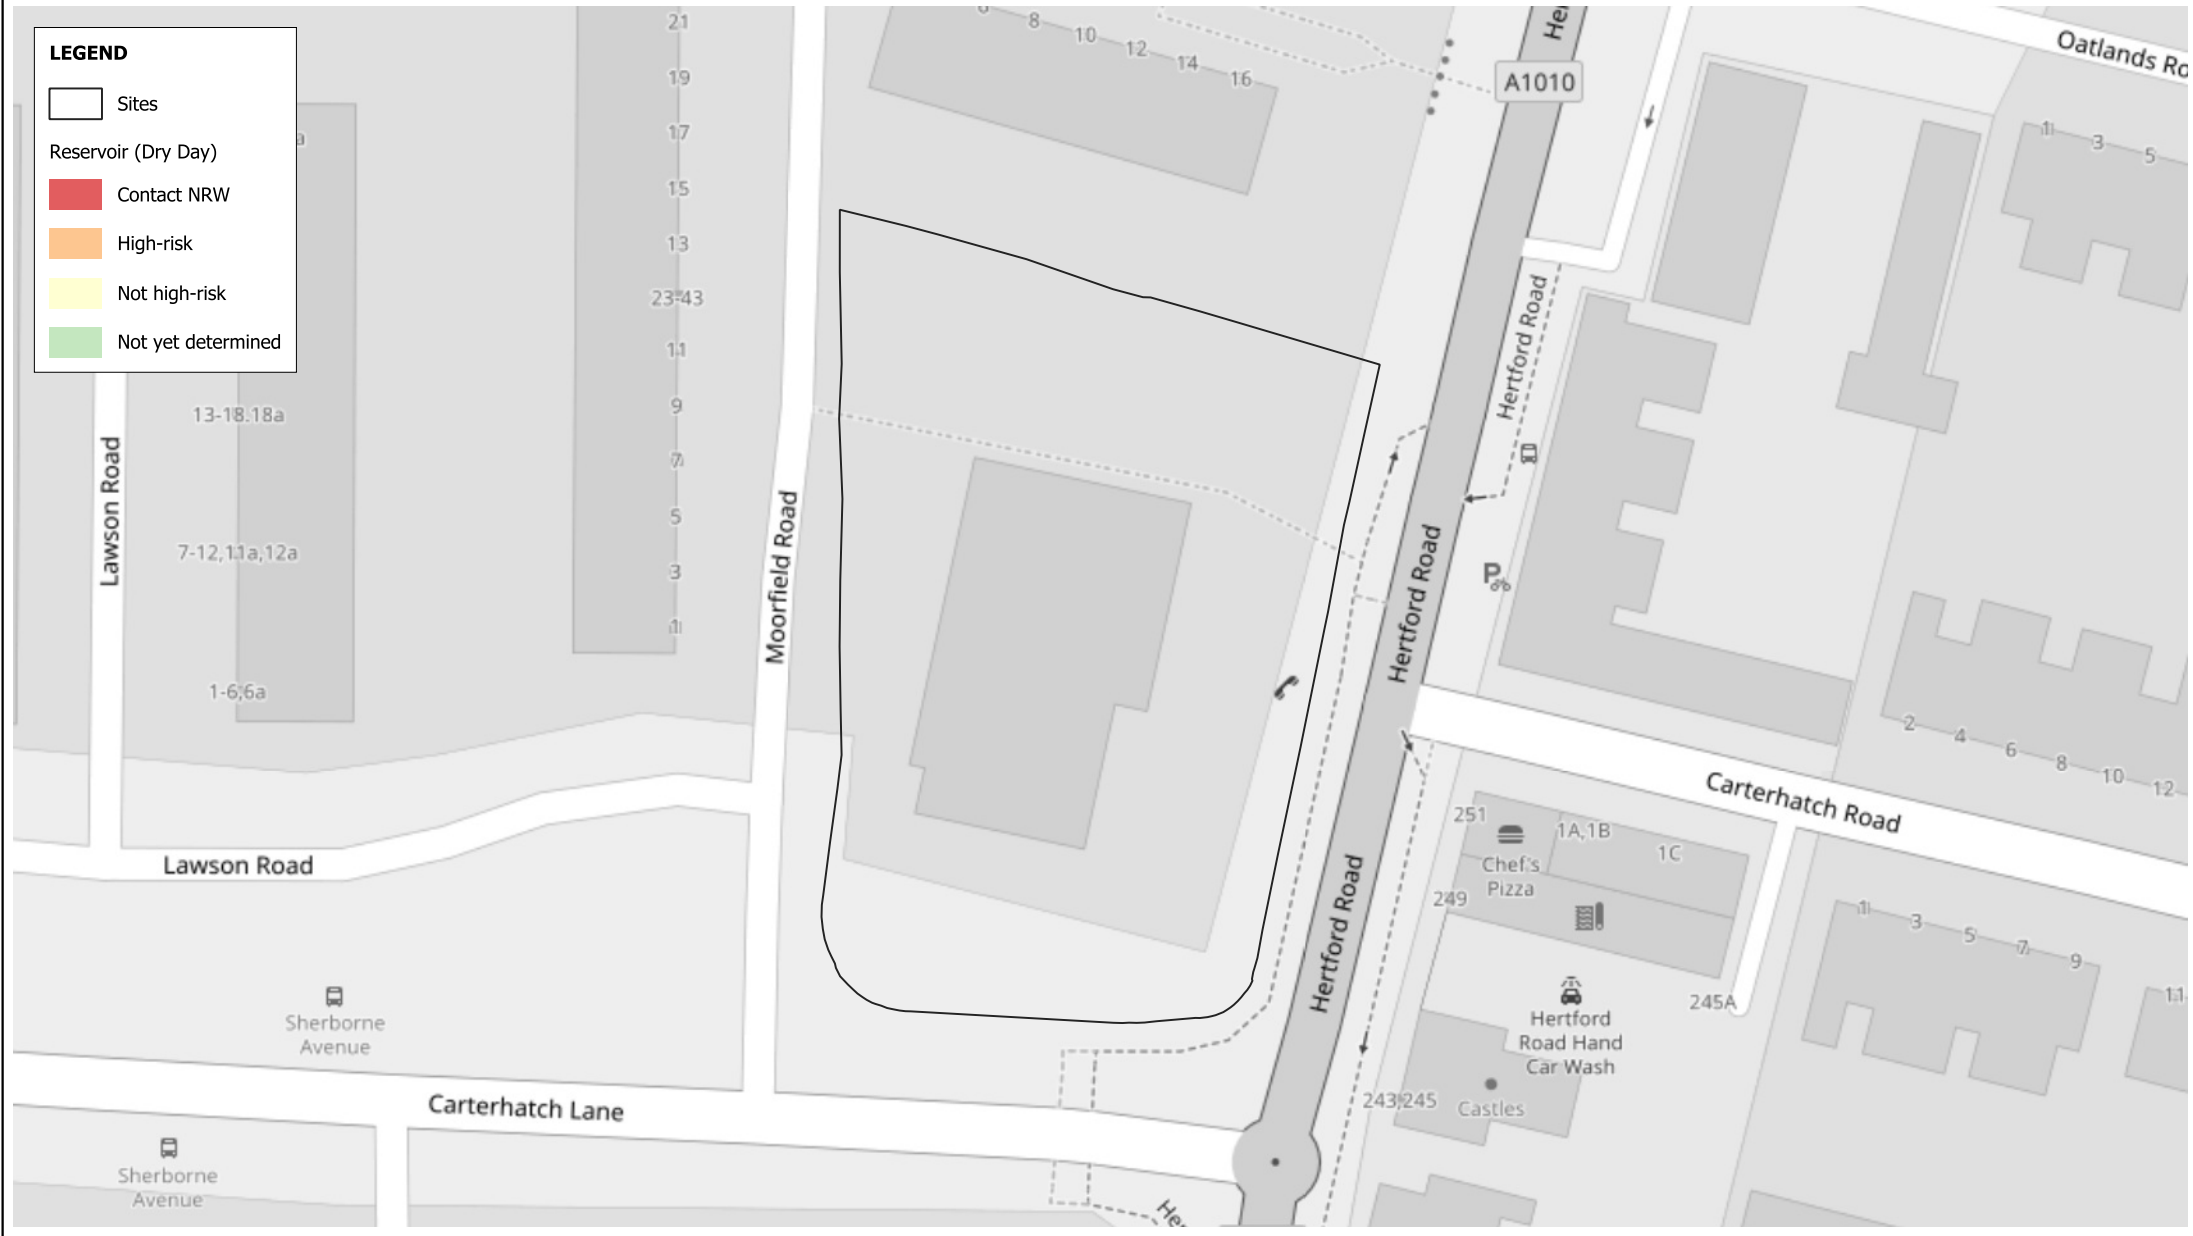 LEGEND
Sites
Reservoir (Dry Day)
Contact NRW
High-risk
Not high-risk
Not yet determined
21
19
17
15
13
23-43
11
9
7
5
3
1
8
10
12
14
16
A1010
Oatlands Ro
1
3
5
a
13-18.18a
7-12,11a,12a
1-6,6a
Lawson Road
Lawson Road
Moorfield Road
Hertford Road
Hertford Road
Hertford Road
Her
P
2
4
6
8
10
12
Carterhatch Road
251
1A,1B
1C
Chef's
Pizza
249
245A
Hertford
Road Hand
Car Wash
243,245
Castles
1
3
5
7
9
11
Sherborne
Avenue
Carterhatch Lane
Sherborne
Avenue
Her